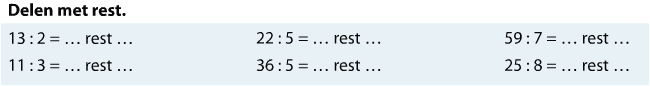 Delen met rest.
13 : 2 = … rest … 22 : 5 = … rest … 59 : 7 = … rest …
11 : 3 = … rest … 36 : 5 = … rest … 25 : 8 = … rest …